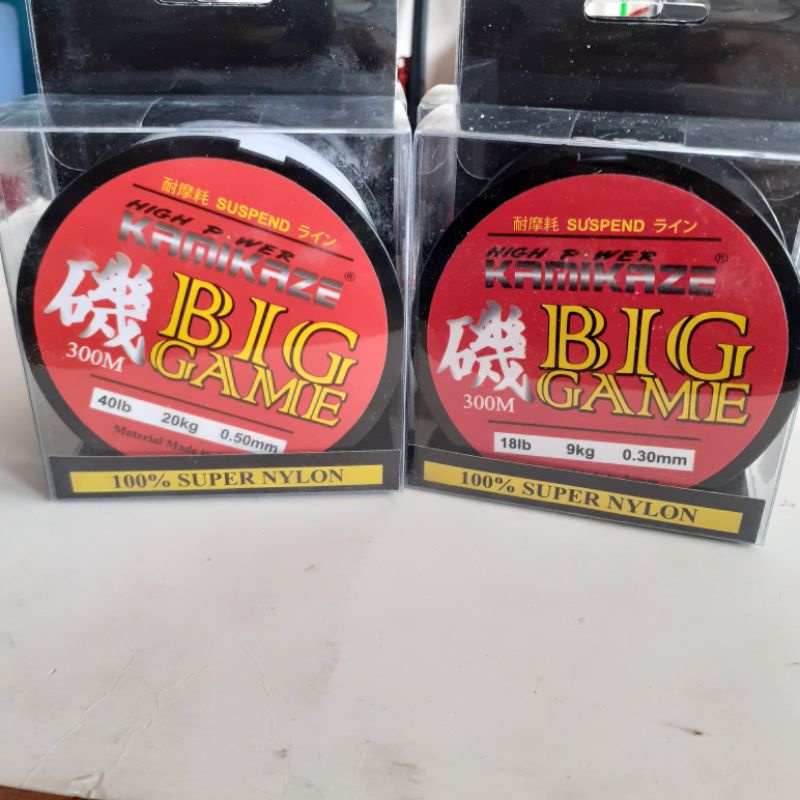 耐摩耗 SUSPEND ライン
HIGH P·WER
KAMIKAZE®
磯 BIG
300M GAME
40lb 20kg 0.50mm
Material Made
100% SUPER NYLON
耐摩耗 SUSPEND ライン
HIGH P·WER
KAMIKAZE®
磯 BIG
300M GAME
18lb 9kg 0.30mm
100% SUPER NYLON